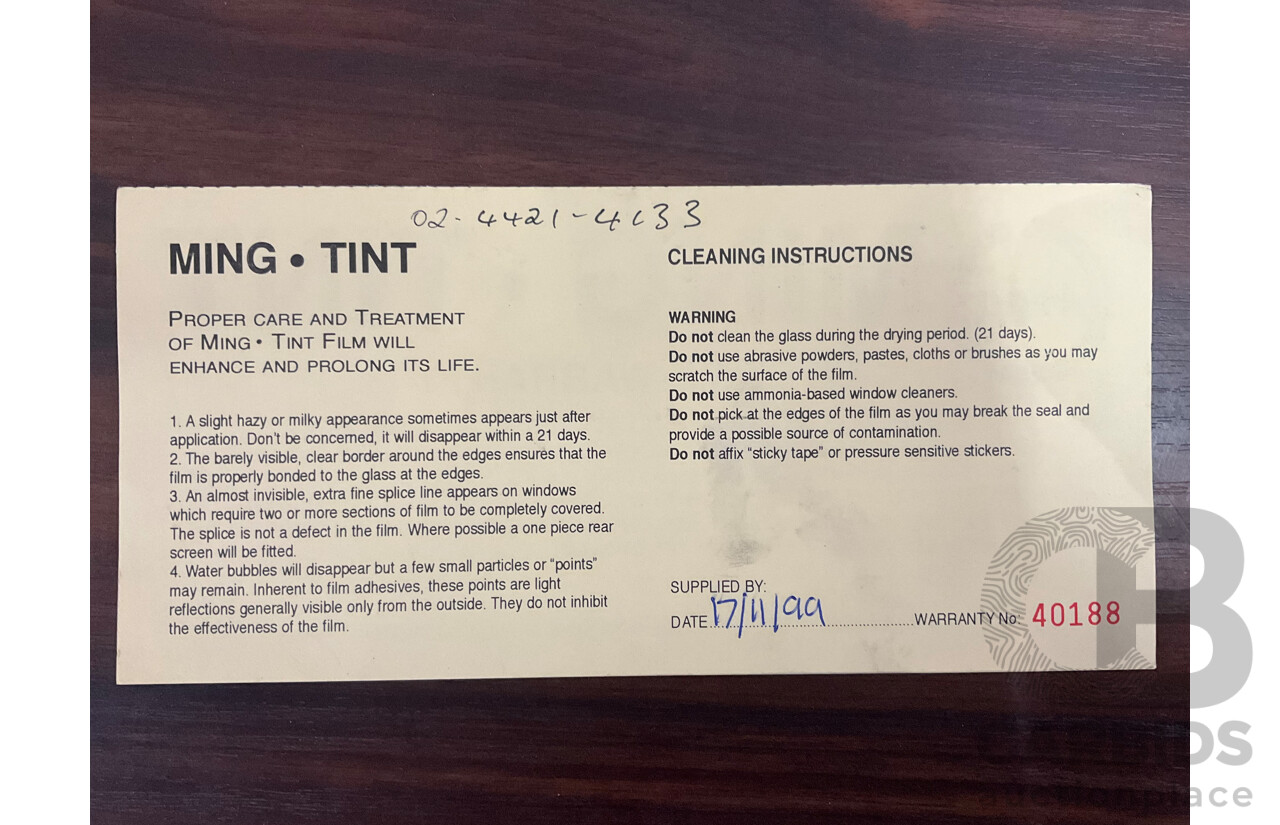 02-4421-4133
MING • TINT
PROPER CARE AND TREATMENT
OF MING • TINT FILM WILL
ENHANCE AND PROLONG ITS LIFE.
1. A slight hazy or milky appearance sometimes appears just after
application. Don't be concerned, it will disappear within a 21 days.
2. The barely visible, clear border around the edges ensures that the
film is properly bonded to the glass at the edges.
3. An almost invisible, extra fine splice line appears on windows
which require two or more sections of film to be completely covered.
The splice is not a defect in the film. Where possible a one piece rear
screen will be fitted.
4. Water bubbles will disappear but a few small particles or “points”
may remain. Inherent to film adhesives, these points are light
reflections generally visible only from the outside. They do not inhibit
the effectiveness of the film.
CLEANING INSTRUCTIONS
WARNING
Do not clean the glass during the drying period. (21 days).
Do not use abrasive powders, pastes, cloths or brushes as you may
scratch the surface of the film.
Do not use ammonia-based window cleaners.
Do not pick at the edges of the film as you may break the seal and
provide a possible source of contamination.
Do not affix “sticky tape” or pressure sensitive stickers.
SUPPLIED BY:
DATE 17/11/99 WARRANTY No: 40188